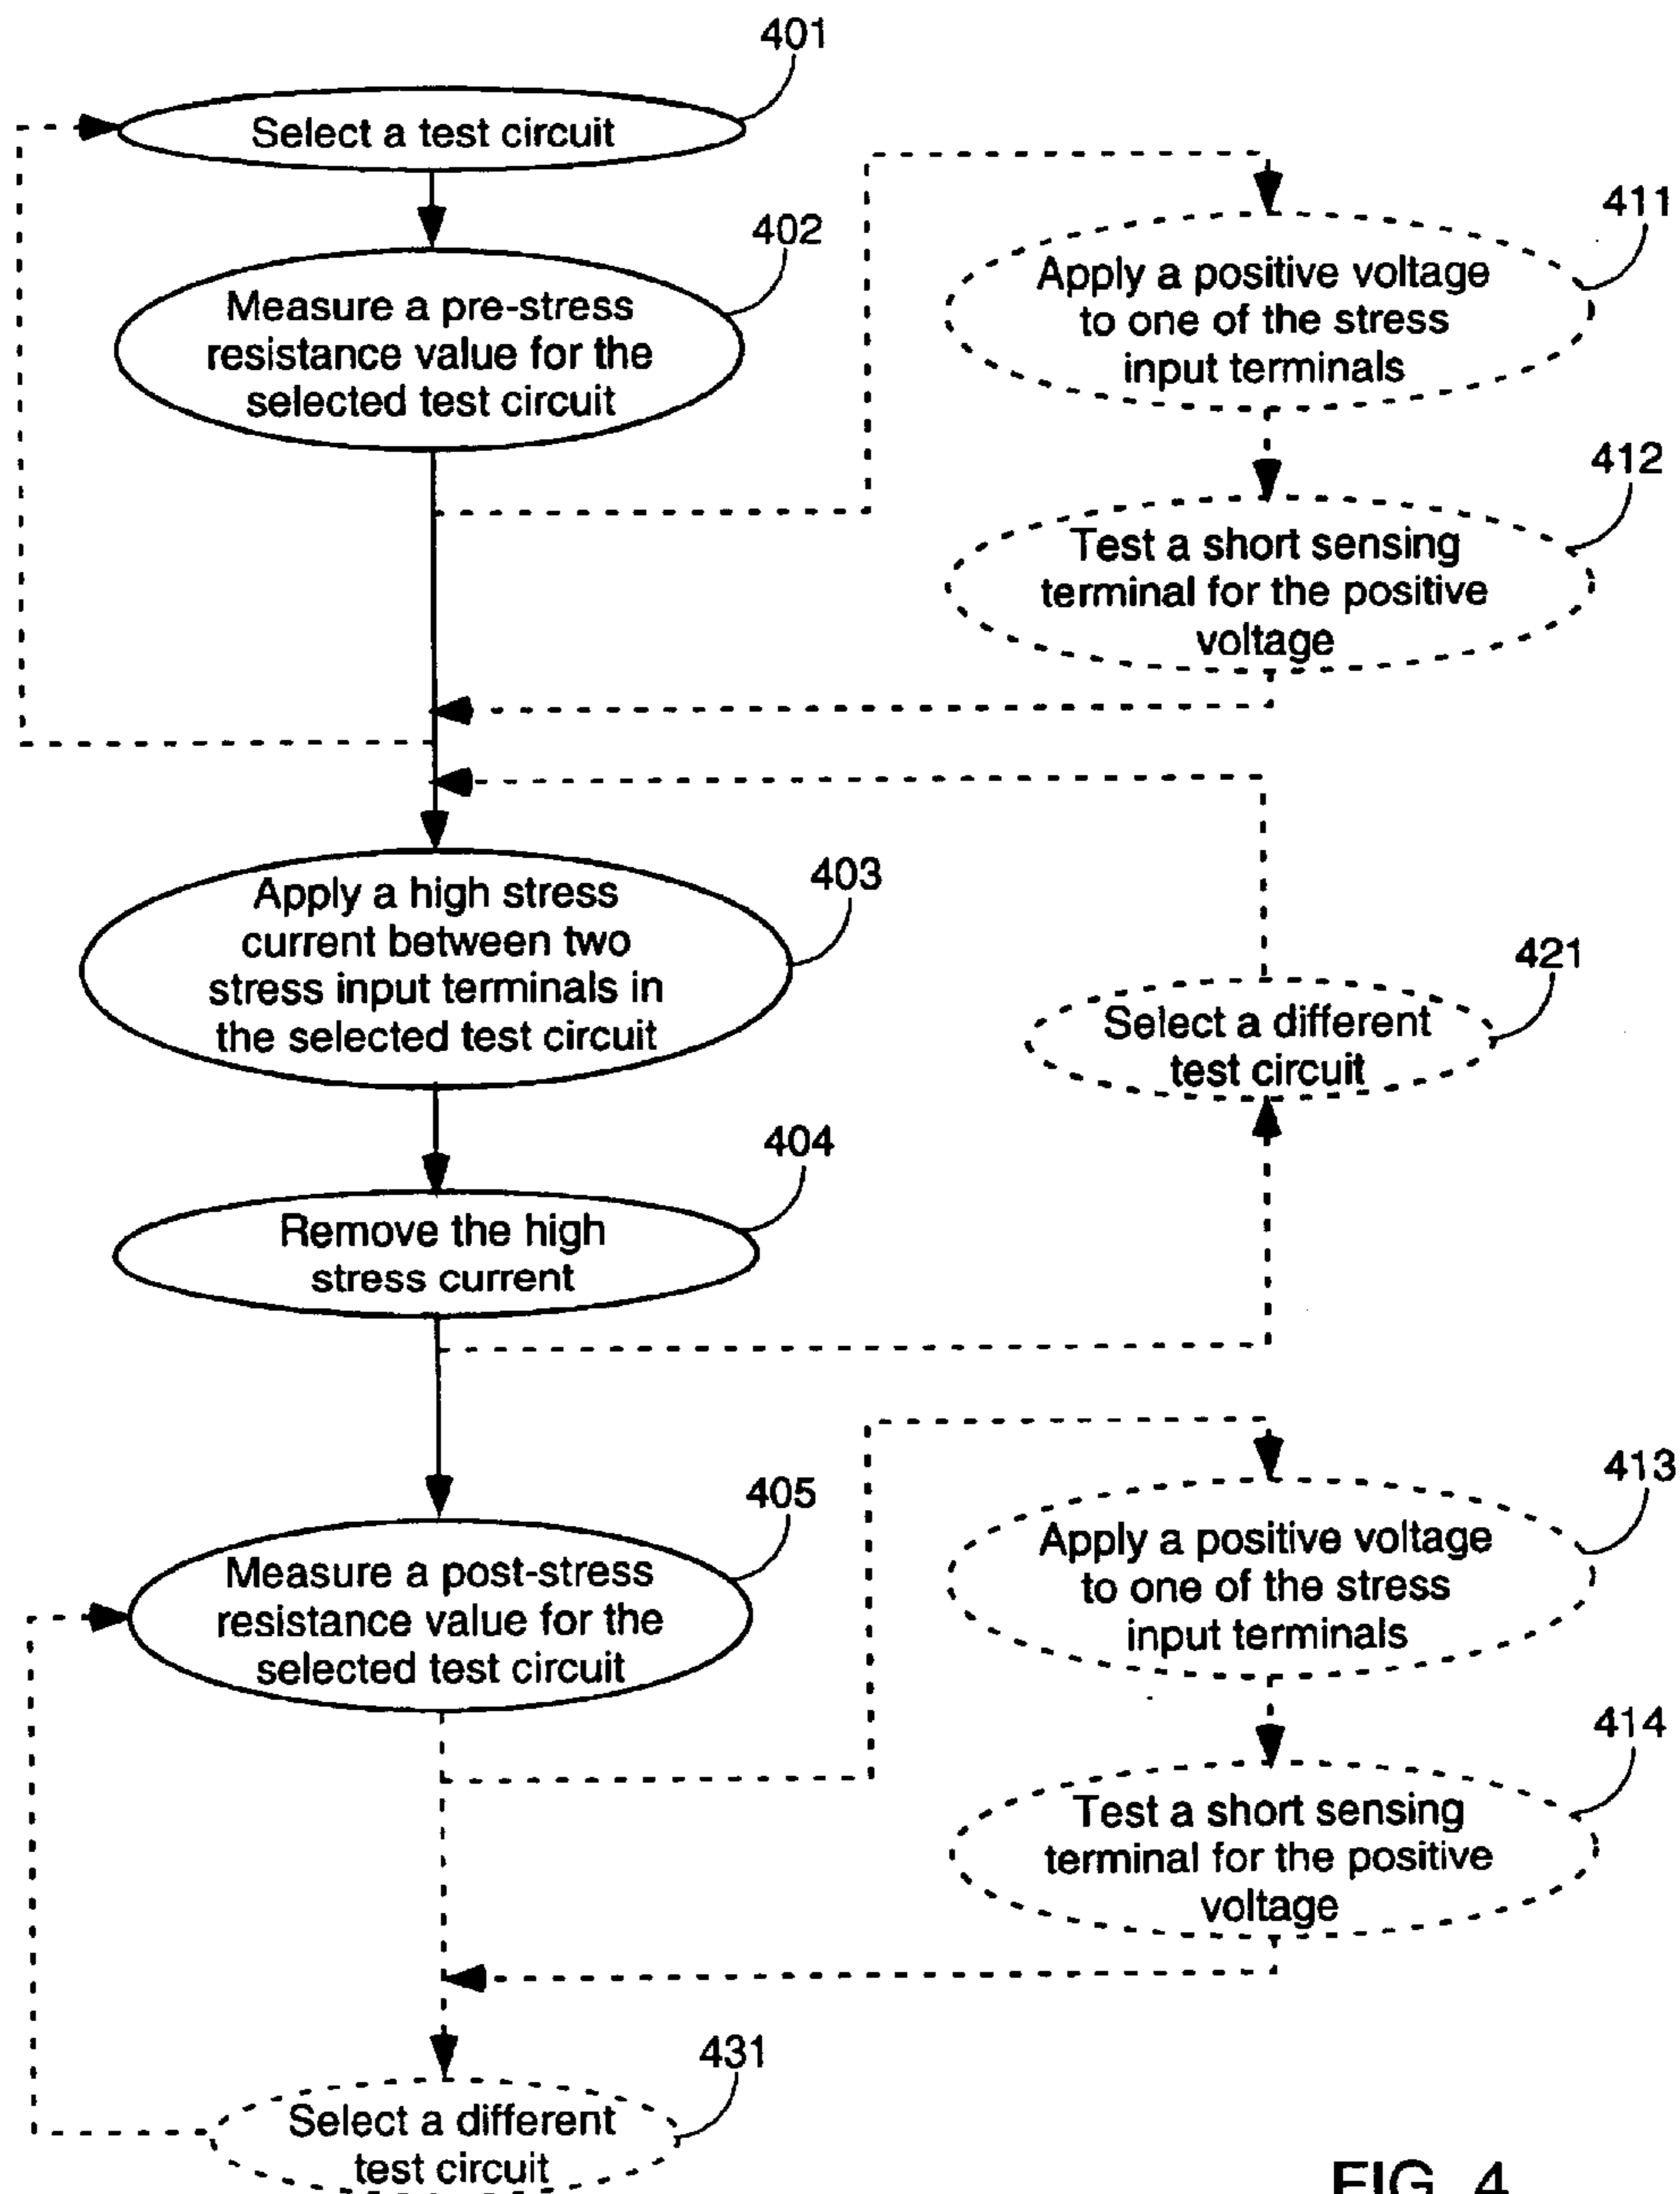 401
Select a test circuit
402
Measure a pre-stress
resistance value for the
selected test circuit
411
Apply a positive voltage
to one of the stress
input terminals
412
Test a short sensing
terminal for the positive
voltage
403
Apply a high stress
current between two
stress input terminals in
the selected test circuit
421
Select a different
test circuit
404
Remove the high
stress current
405
Measure a post-stress
resistance value for the
selected test circuit
413
Apply a positive voltage
to one of the stress
input terminals
414
Test a short sensing
terminal for the positive
voltage
431
Select a different
test circuit
FIG. 4